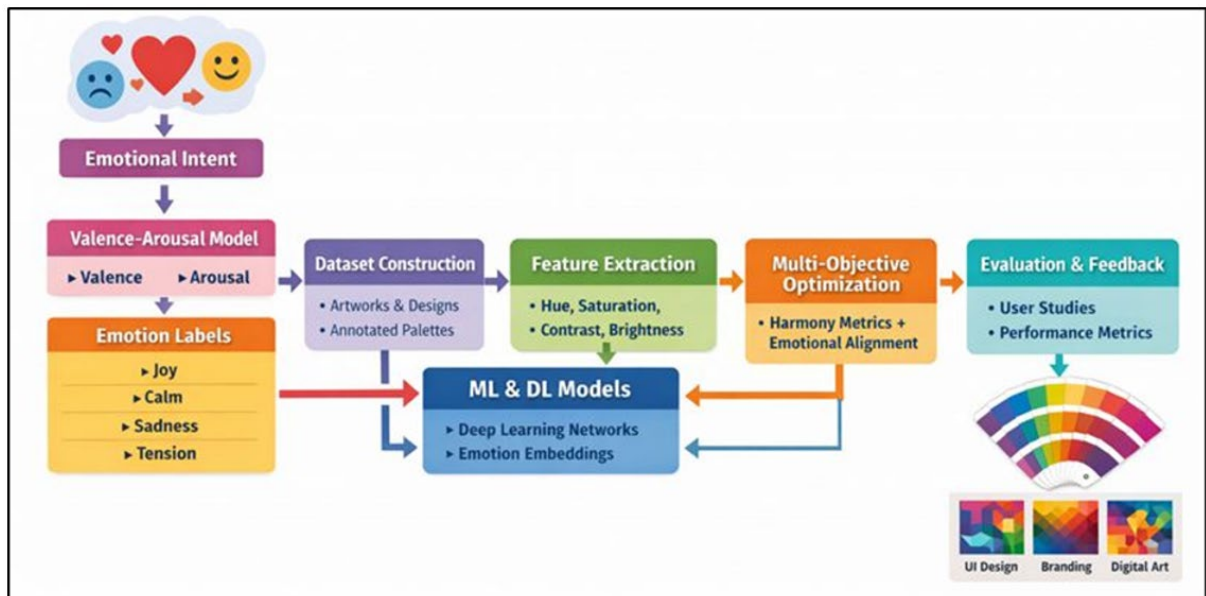 Emotional Intent
Valence-Arousal Model
▸ Valence ▸ Arousal
Emotion Labels
▸ Joy
▸ Calm
▸ Sadness
▸ Tension
Dataset Construction
• Artworks & Designs
• Annotated Palettes
Feature Extraction
• Hue, Saturation,
• Contrast, Brightness
ML & DL Models
▸ Deep Learning Networks
▸ Emotion Embeddings
Multi-Objective
Optimization
• Harmony Metrics +
Emotional Alignment
Evaluation & Feedback
• User Studies
• Performance Metrics
UI Design
Branding
Digital Art